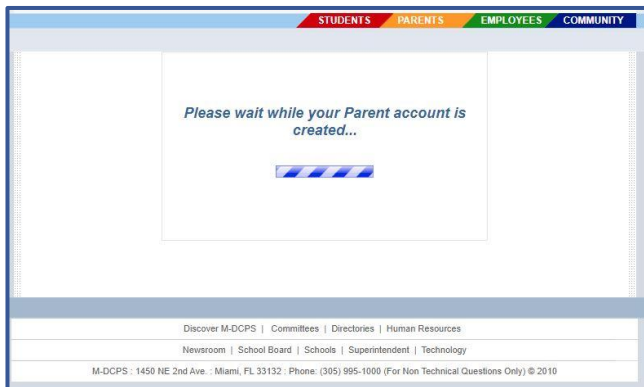 STUDENTS PARENTS EMPLOYEES COMMUNITY
Please wait while your Parent account is
created...
Discover M-DCPS | Committees | Directories | Human Resources
Newsroom | School Board | Schools | Superintendent | Technology
M-DCPS : 1450 NE 2nd Ave. : Miami, FL 33132 : Phone: (305) 995-1000 (For Non Technical Questions Only) © 2010